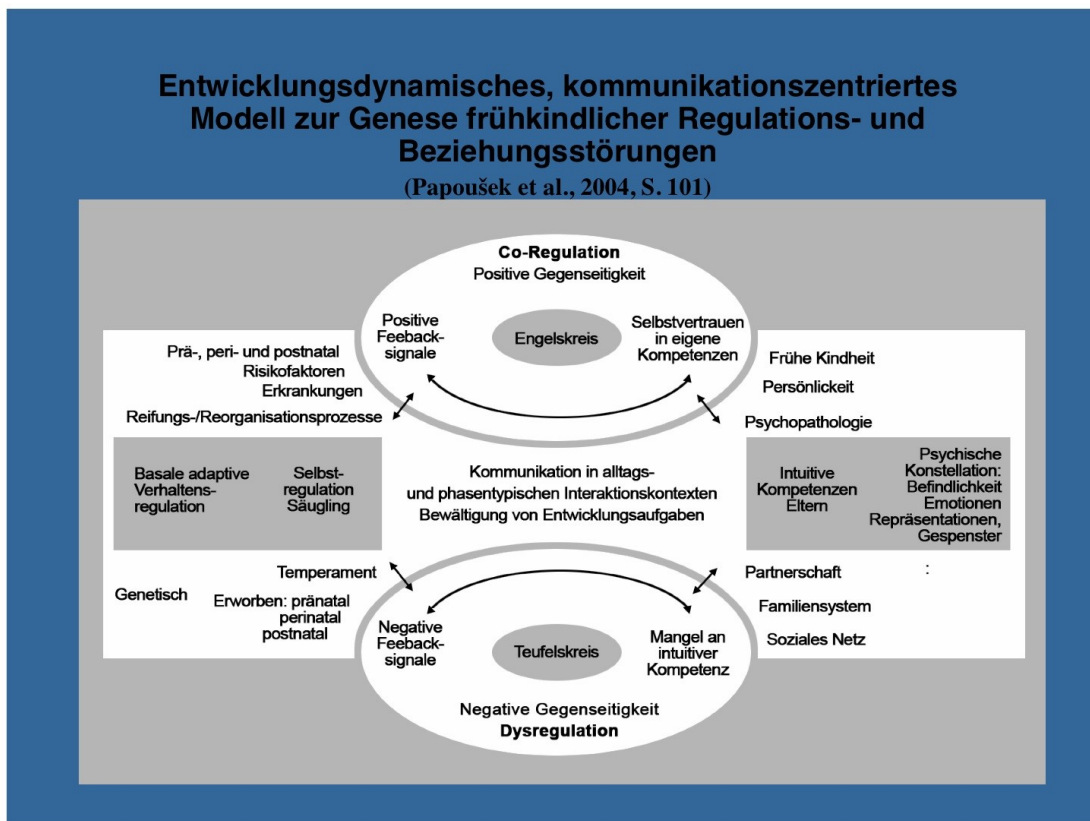 Entwicklungsdynamisches, kommunikationszentriertes
Modell zur Genese frühkindlicher Regulations- und
Beziehungsstörungen
(Papoušek et al., 2004, S. 101)
Co-Regulation
Positive Gegenseitigkeit
Positive
Feeback-
signale
Engelskreis
Selbstvertrauen
in eigene
Kompetenzen
Prä-, peri- und postnatal
Risikofaktoren
Erkrankungen
Reifungs-/Reorganisationsprozesse
Frühe Kindheit
Persönlickeit
Psychopathologie
Basale adaptive
Verhaltens-
regulation
Selbst-
regulation
Säugling
Kommunikation in alltags-
und phasentypischen Interaktionskontexten
Bewältigung von Entwicklungsaufgaben
Intuitive
Kompetenzen
Eltern
Psychische
Konstellation:
Befindlichkeit
Emotionen
Repräsentationen,
Gespenster
:
Temperament
Genetisch
Erworben: pränatal
perinatal
postnatal
Partnerschaft
Familiensystem
Soziales Netz
Negative
Feeback-
signale
Teufelskreis
Mangel an
intuitiver
Kompetenz
Negative Gegenseitigkeit
Dysregulation